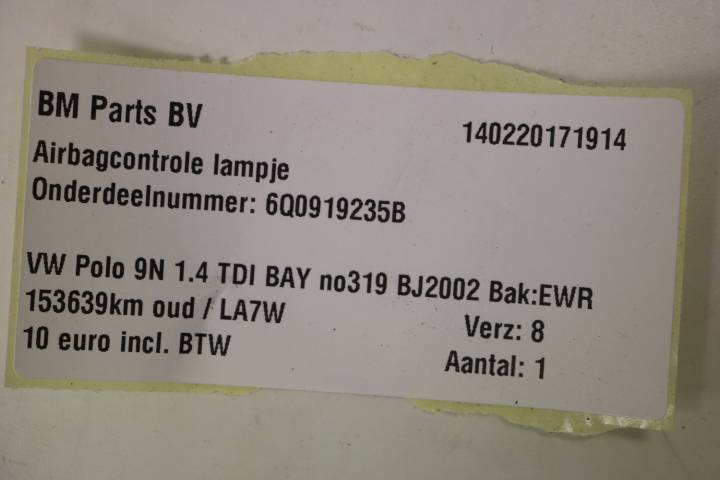 BM Parts BV
140220171914
Airbagcontrole lampje
Onderdeelnummer: 6Q0919235B
VW Polo 9N 1.4 TDI BAY no319 BJ2002 Bak:EWR
153639km oud / LA7W
Verz: 8
10 euro incl. BTW
Aantal: 1